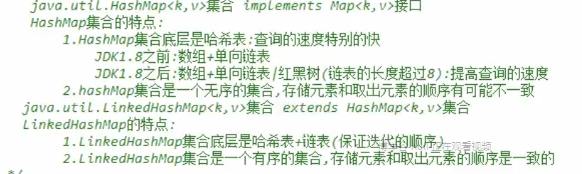 java.util.HashMap<k,v>集合 implements Map<k,v>接口
HashMap集合的特点:
1.HashMap集合底层是哈希表:查询的速度特别的快
JDK1.8之前:数组+单向链表
JDK1.8之后:数组+单向链表|红黑树(链表的长度超过8):提高查询的速度
2.hashMap集合是一个无序的集合,存储元素和取出元素的顺序有可能不一致
java.util.LinkedHashMap<k,v>集合 extends HashMap<k,v>集合
LinkedHashMap的特点:
1.LinkedHashMap集合底层是哈希表+链表(保证迭代的顺序)
正在观看视频
2.LinkedHashMap集合是一个有序的集合,存储元素和取出元素的顺序是一致的
*/